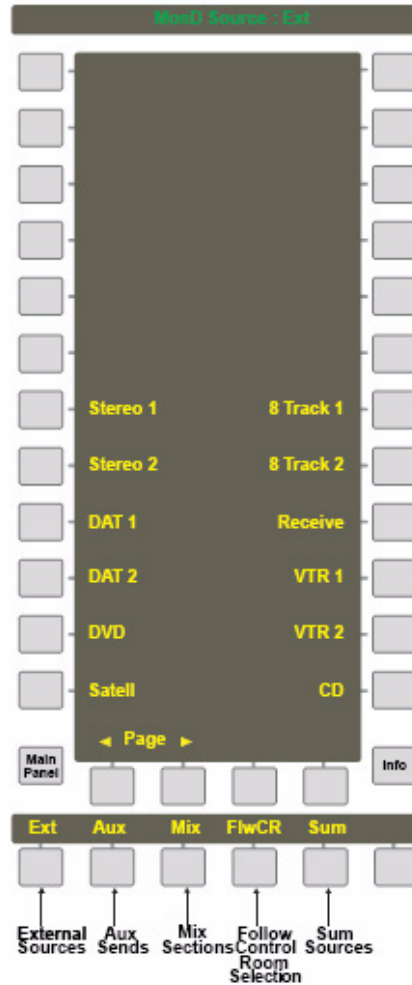 MonD Source : Ext
Stereo 1 8 Track 1
Stereo 2 8 Track 2
DAT 1 Receive
DAT 2 VTR 1
DVD VTR 2
Satell CD
◄ Page ►
Main Panel
Info
Ext Aux Mix FlwCR Sum
External Sources
Aux Sends
Mix Sections
Follow Control Room Selection
Sum Sources